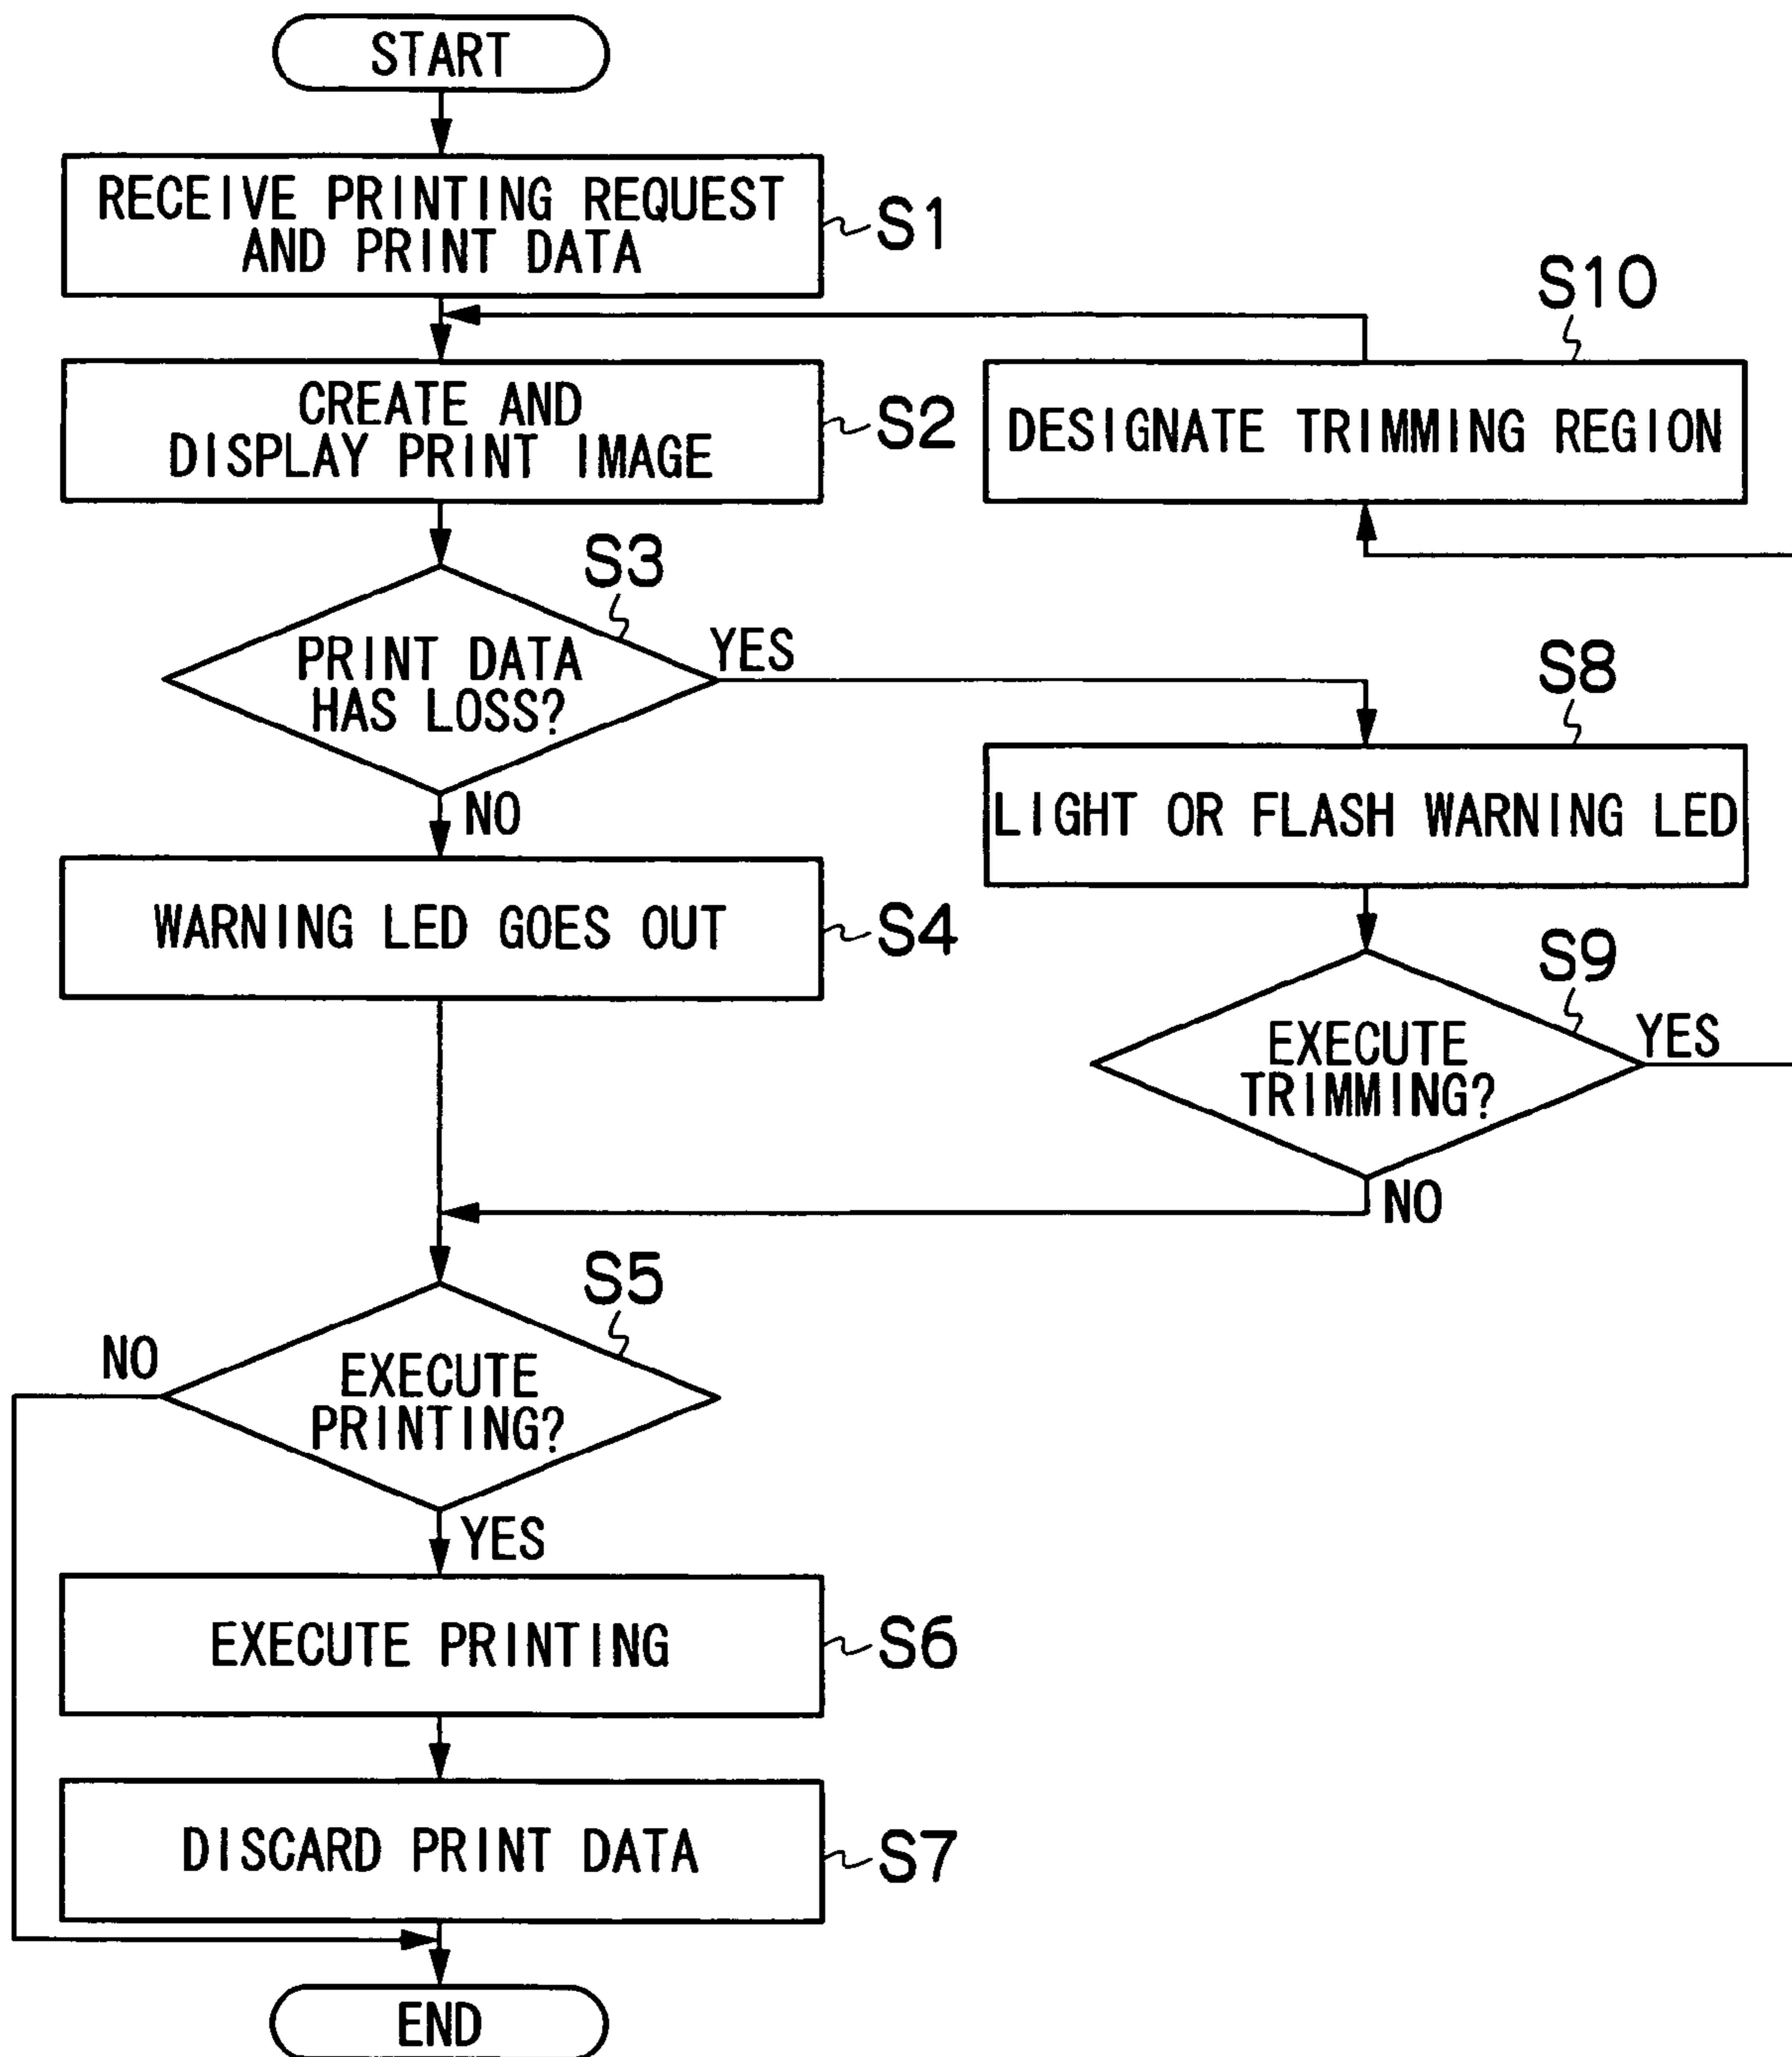 START
RECEIVE PRINTING REQUEST
AND PRINT DATA
S1
S10
CREATE AND
DISPLAY PRINT IMAGE
S2
DESIGNATE TRIMMING REGION
S3
PRINT DATA
HAS LOSS?
YES
NO
S8
LIGHT OR FLASH WARNING LED
WARNING LED GOES OUT
S4
S9
EXECUTE
TRIMMING?
YES
NO
S5
EXECUTE
PRINTING?
NO
YES
EXECUTE PRINTING
S6
DISCARD PRINT DATA
S7
END